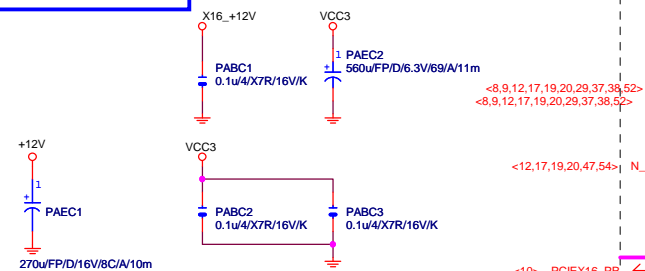 X16_+12V
VCC3
PABC1
0.1u/4/X7R/16V/K
1
+
PAEC2
560u/FP/D/6.3V/69/A/11m
<8,9,12,17,19,20,29,37,38,52>
<8,9,12,17,19,20,29,37,38,52>
+12V
VCC3
<12,17,19,20,47,54>
N_
1
+
PAEC1
PABC2
0.1u/4/X7R/16V/K
PABC3
0.1u/4/X7R/16V/K
270u/FP/D/16V/8C/A/10m